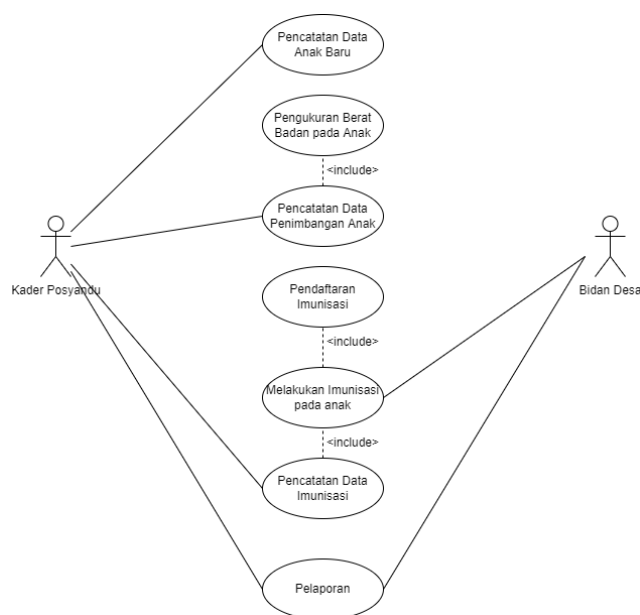 Pencatatan Data
Anak Baru
Pengukuran Berat
Badan pada Anak
<include>
Pencatatan Data
Penimbangan Anak
Kader Posyandu
Bidan Desa
Pendaftaran
Imunisasi
<include>
Melakukan Imunisasi
pada anak
<include>
Pencatatan Data
Imunisasi
Pelaporan